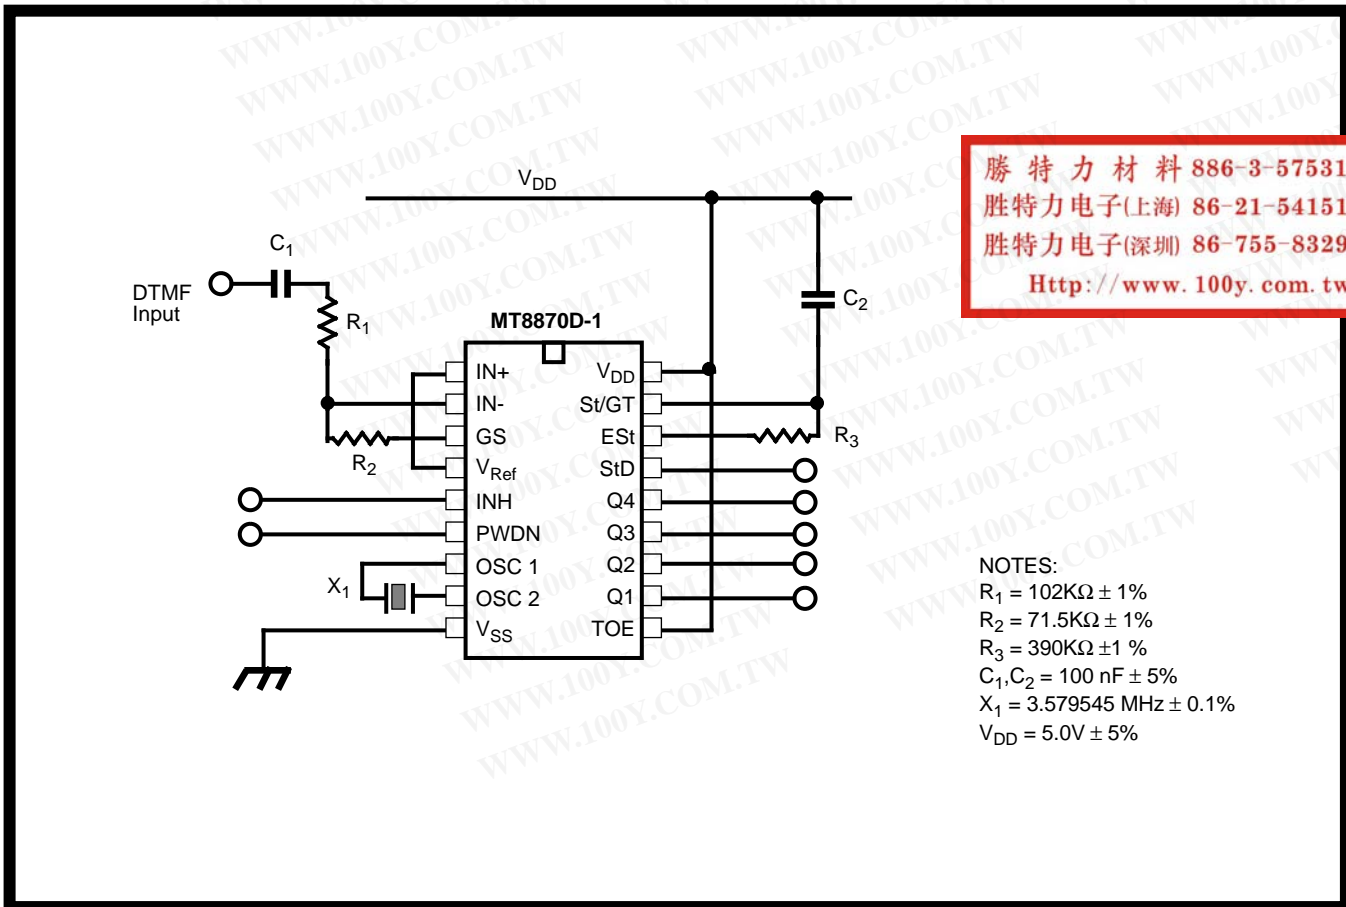 WWW.100Y.COM.TW
勝 特 力 材 料 886-3-57531
胜特力电子(上海) 86-21-54151
胜特力电子(深圳) 86-755-8329
Http://www.100y.com.tw
VDD
C1
DTMF
Input
R1
C2
MT8870D-1
IN+
VDD
IN-
St/GT
GS
ESt
R2
R3
VRef
StD
INH
Q4
PWDN
Q3
OSC 1
Q2
X1
OSC 2
Q1
VSS
TOE
NOTES:
R1 = 102KΩ ± 1%
R2 = 71.5KΩ ± 1%
R3 = 390KΩ ±1 %
C1,C2 = 100 nF ± 5%
X1 = 3.579545 MHz ± 0.1%
VDD = 5.0V ± 5%